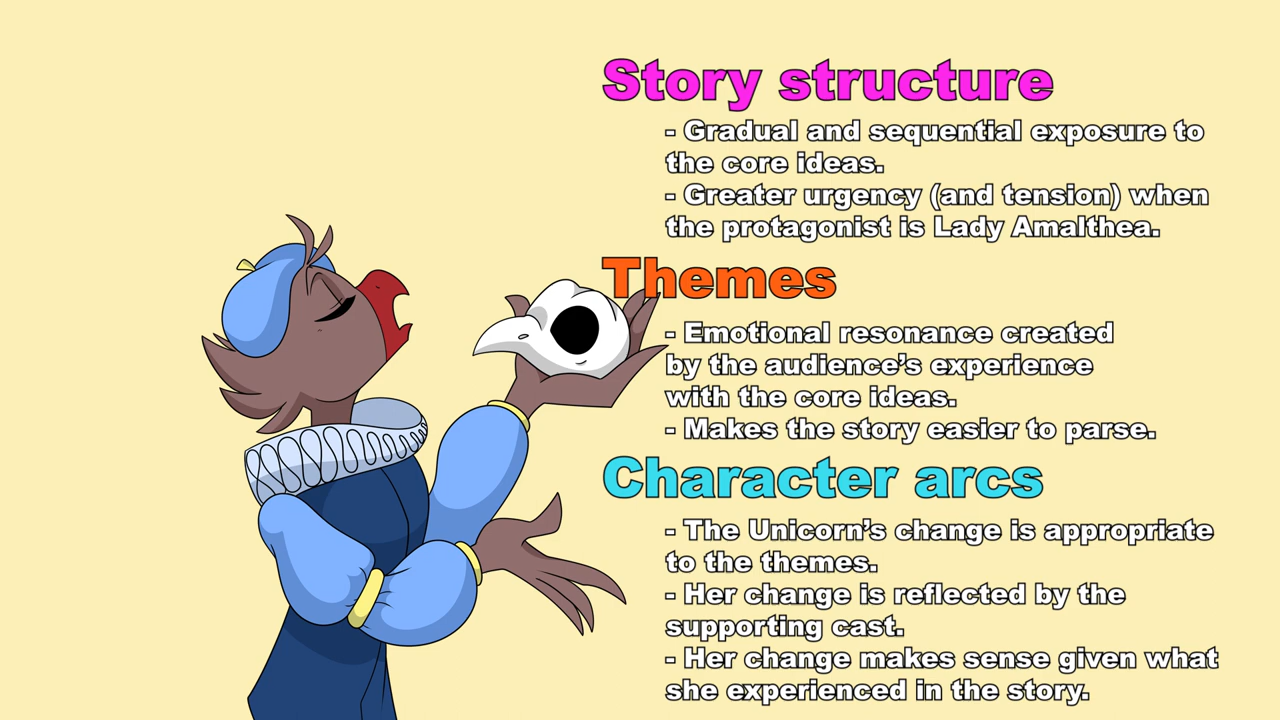 Story structure
- Gradual and sequential exposure to
the core ideas.
- Greater urgency (and tension) when
the protagonist is Lady Amalthea.
Themes
- Emotional resonance created
by the audience's experience
with the core ideas.
- Makes the story easier to parse.
Character arcs
- The Unicorn's change is appropriate
to the themes.
- Her change is reflected by the
supporting cast.
- Her change makes sense given what
she experienced in the story.